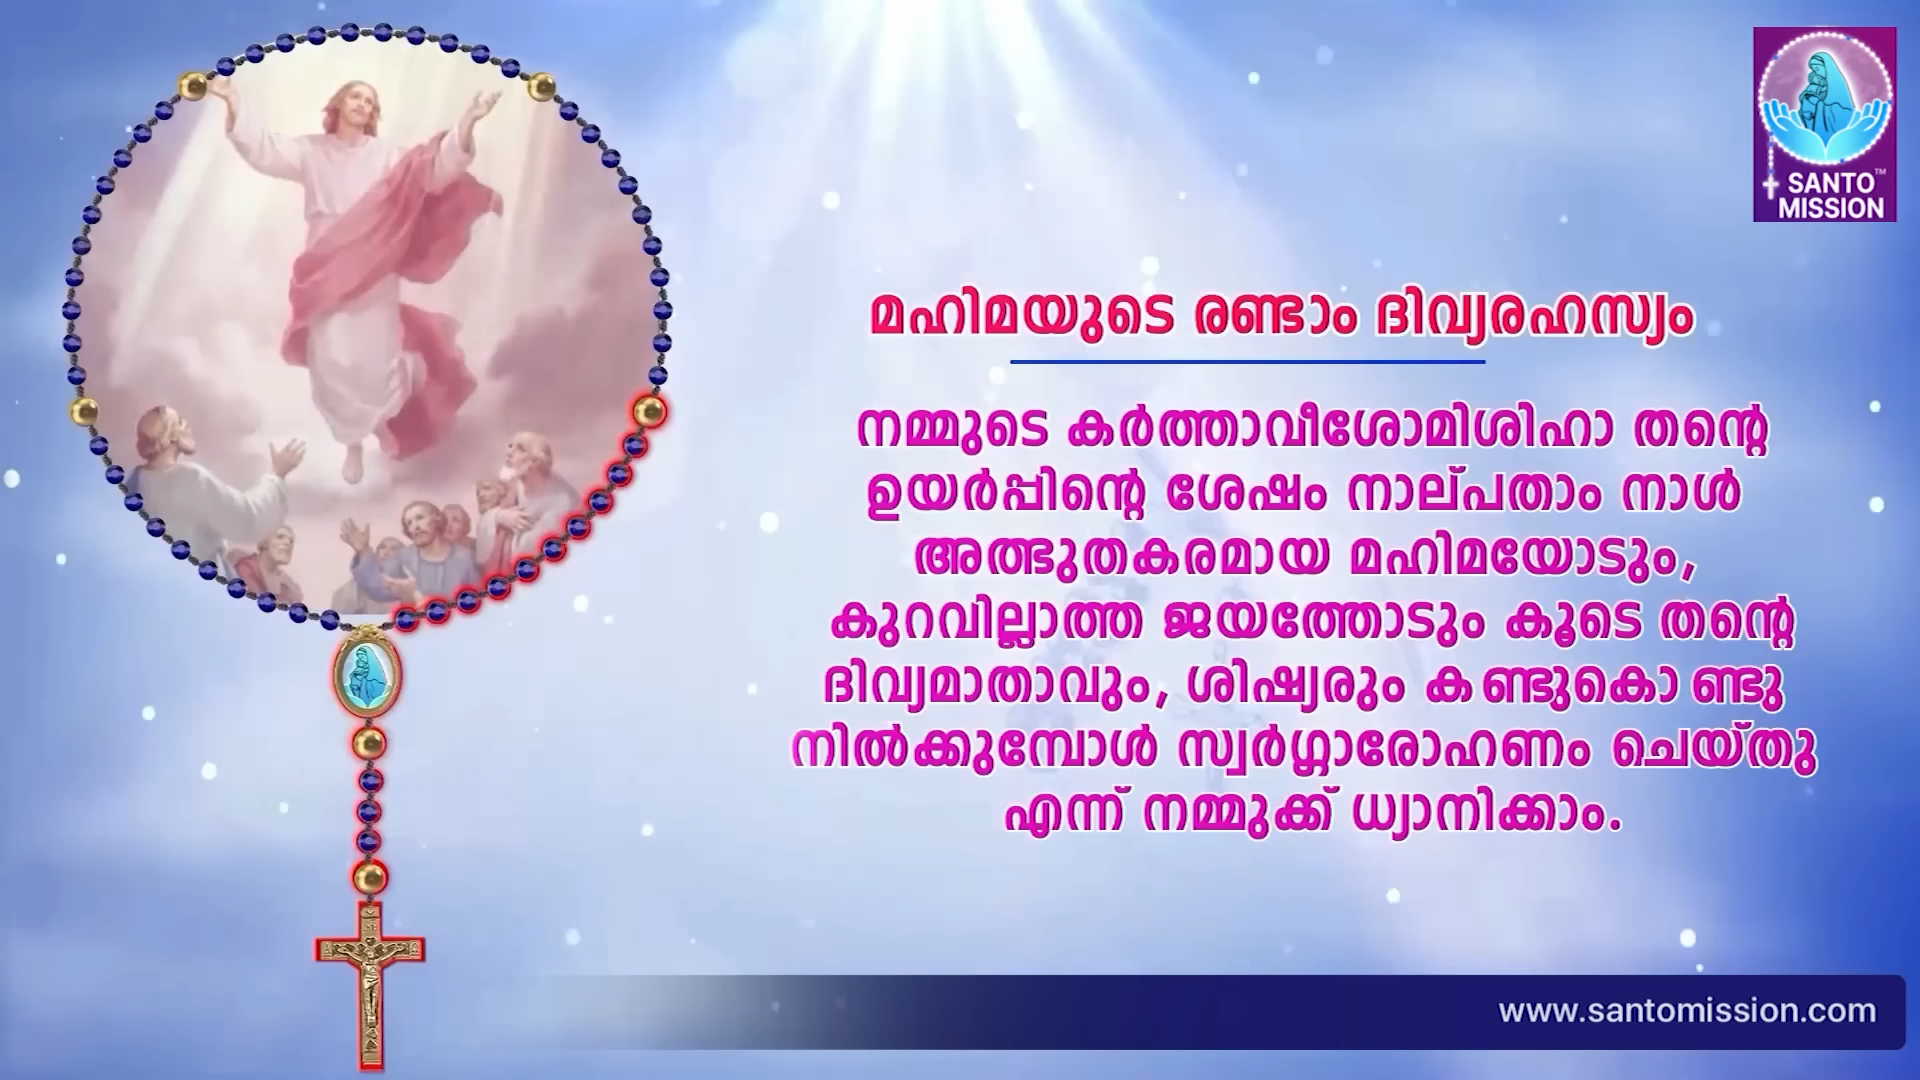 SANTO™
MISSION
മഹിമയുടെ രണ്ടാം ദിവ്യരഹസ്യം
നമ്മുടെ കർത്താവീശോമിശിഹാ തന്റെ
ഉയർപ്പിന്റെ ശേഷം നാല്പതാം നാൾ
അത്ഭുതകരമായ മഹിമയോടും,
കുറവില്ലാത്ത ജയത്തോടും കൂടെ തന്റെ
ദിവ്യമാതാവും, ശിഷ്യരും കണ്ടുകൊണ്ടു
നിൽക്കുമ്പോൾ സ്വർഗ്ഗാരോഹണം ചെയ്തു
എന്ന് നമ്മുക്ക് ധ്യാനിക്കാം.
www.santomission.com